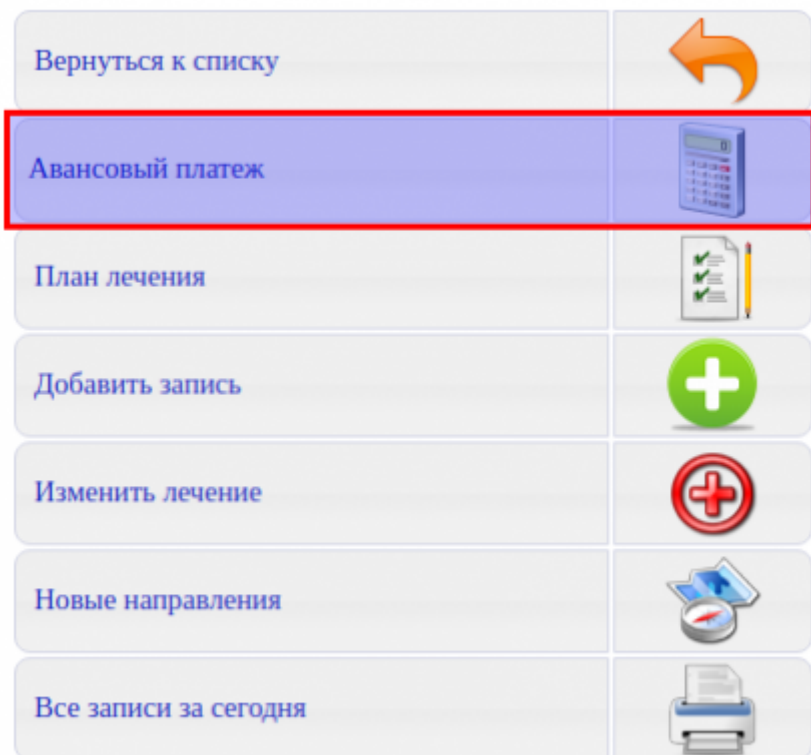 Вернуться к списку
Авансовый платеж
План лечения
Добавить запись
Изменить лечение
Новые направления
Все записи за сегодня